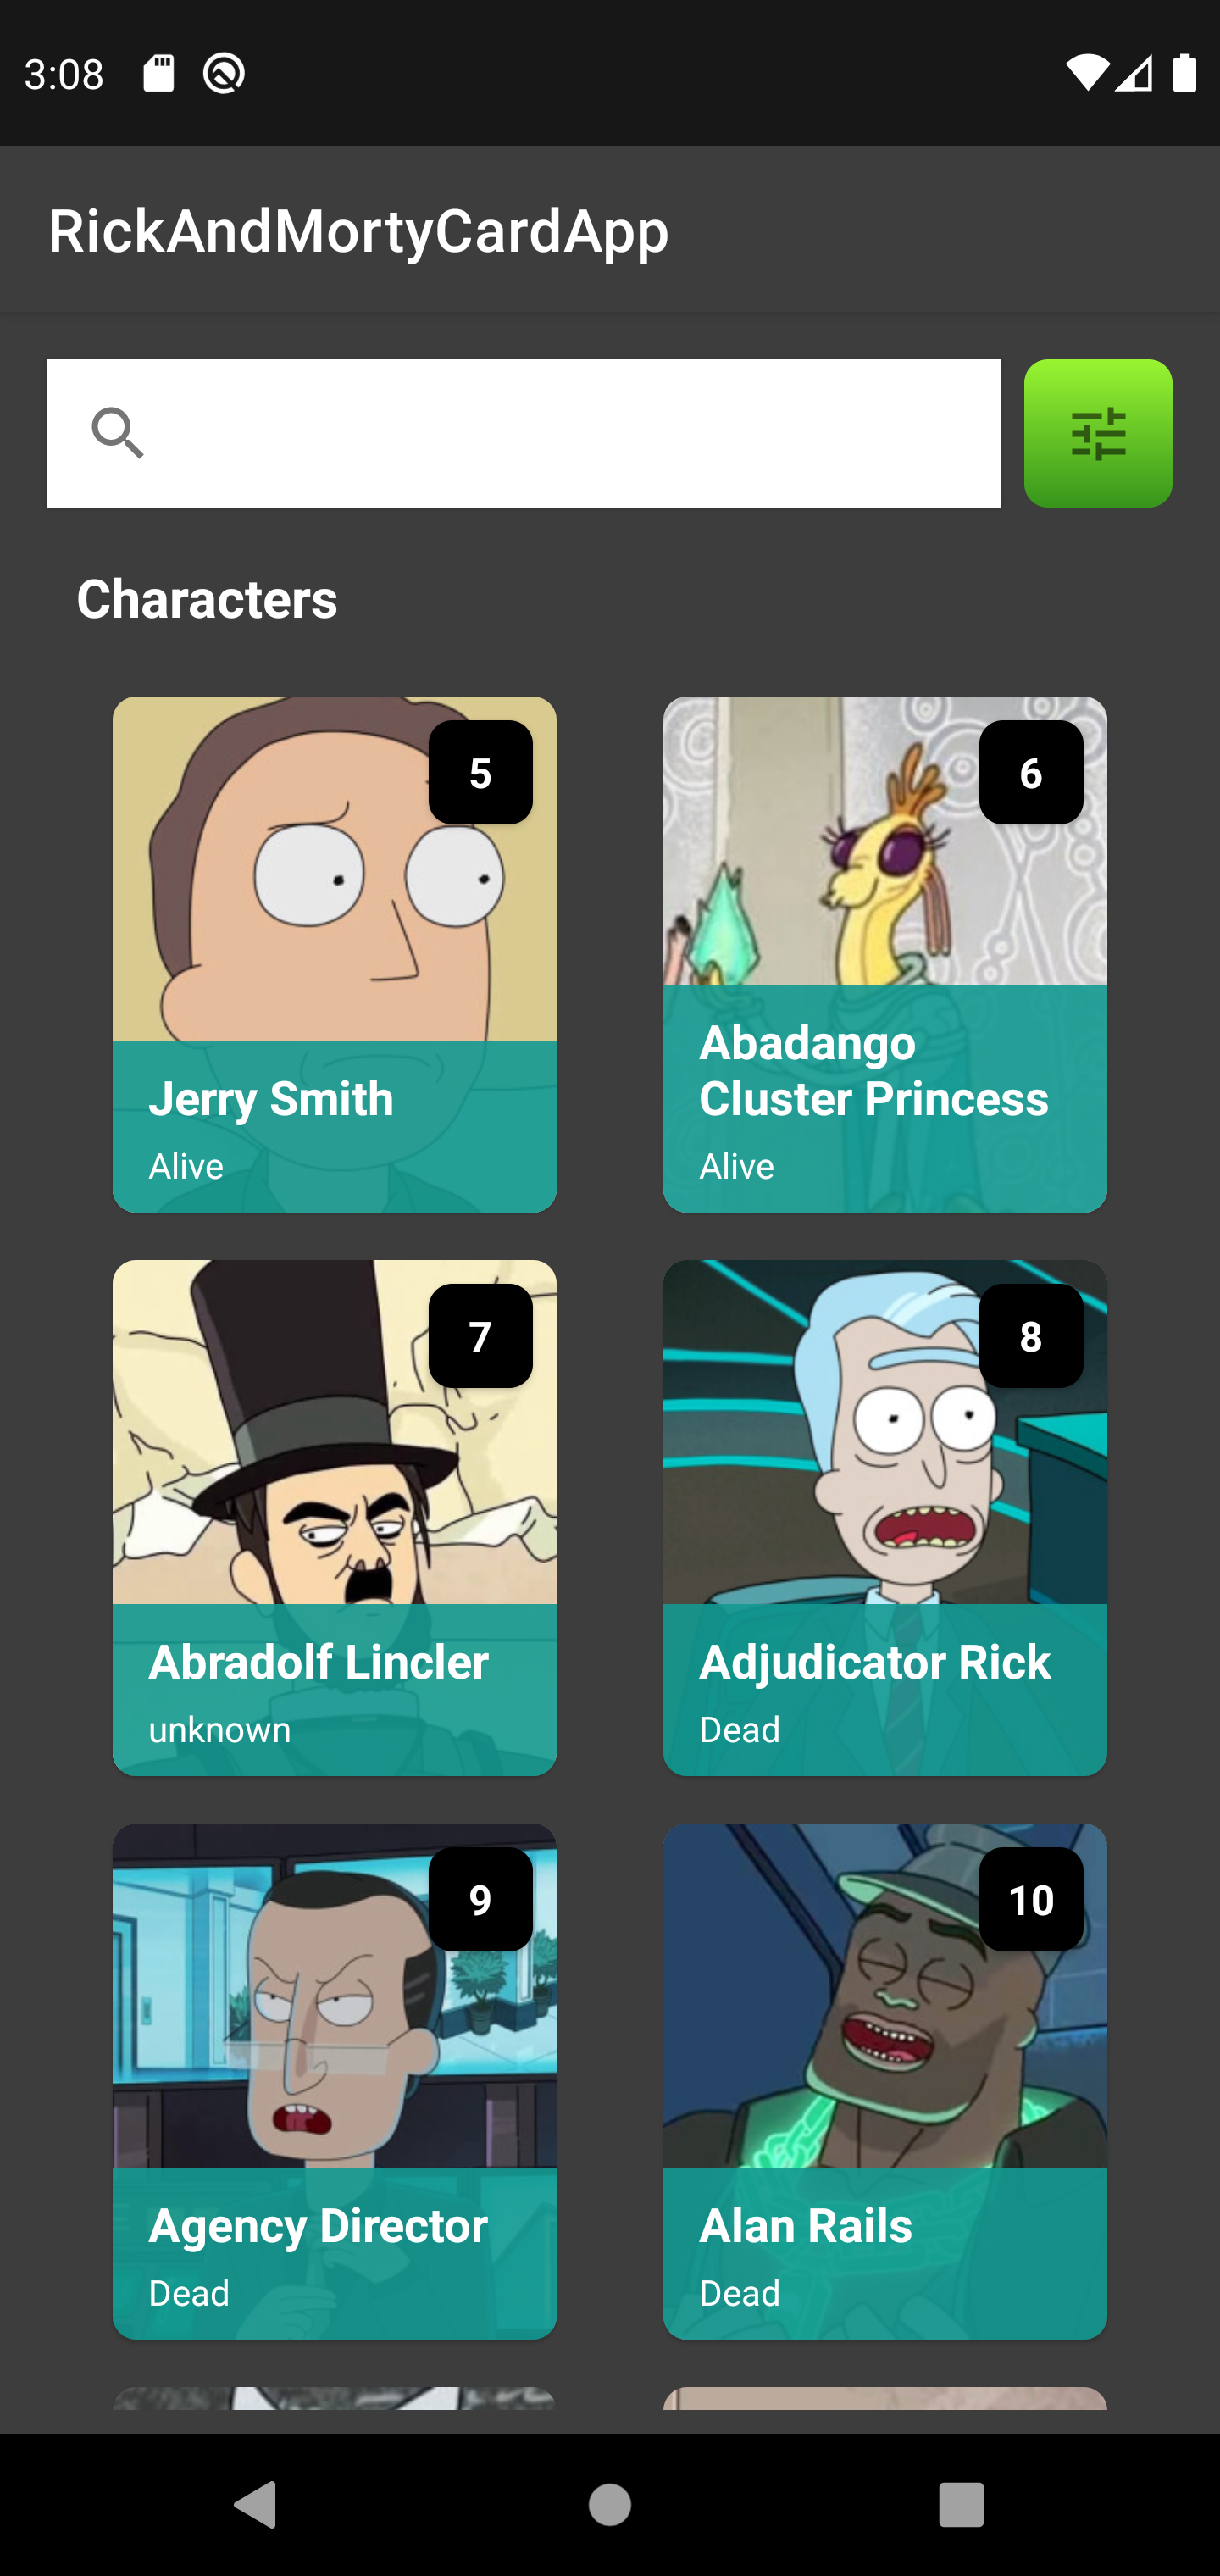 3:08
RickAndMortyCardApp
Characters
5
Jerry Smith
Alive
6
Abadango
Cluster Princess
Alive
7
Abradolf Lincler
unknown
8
Adjudicator Rick
Dead
9
Agency Director
Dead
10
Alan Rails
Dead